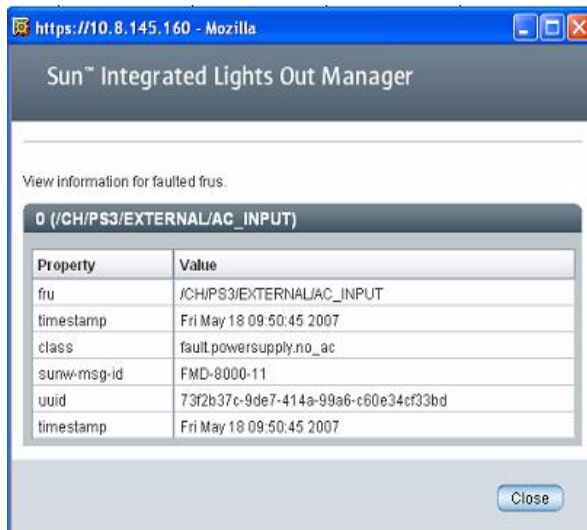 https://10.8.145.160 - Mozilla
Sun™ Integrated Lights Out Manager
View information for faulted frus.
0 (/CH/PS3/EXTERNAL/AC_INPUT)
Property Value
fru /CH/PS3/EXTERNAL/AC_INPUT
timestamp Fri May 18 09:50:45 2007
class fault.powersupply.no_ac
sunw-msg-id FMD-8000-11
uuid 73f2b37c-9de7-414a-99a6-c60e34cf33bd
timestamp Fri May 18 09:50:45 2007
Close